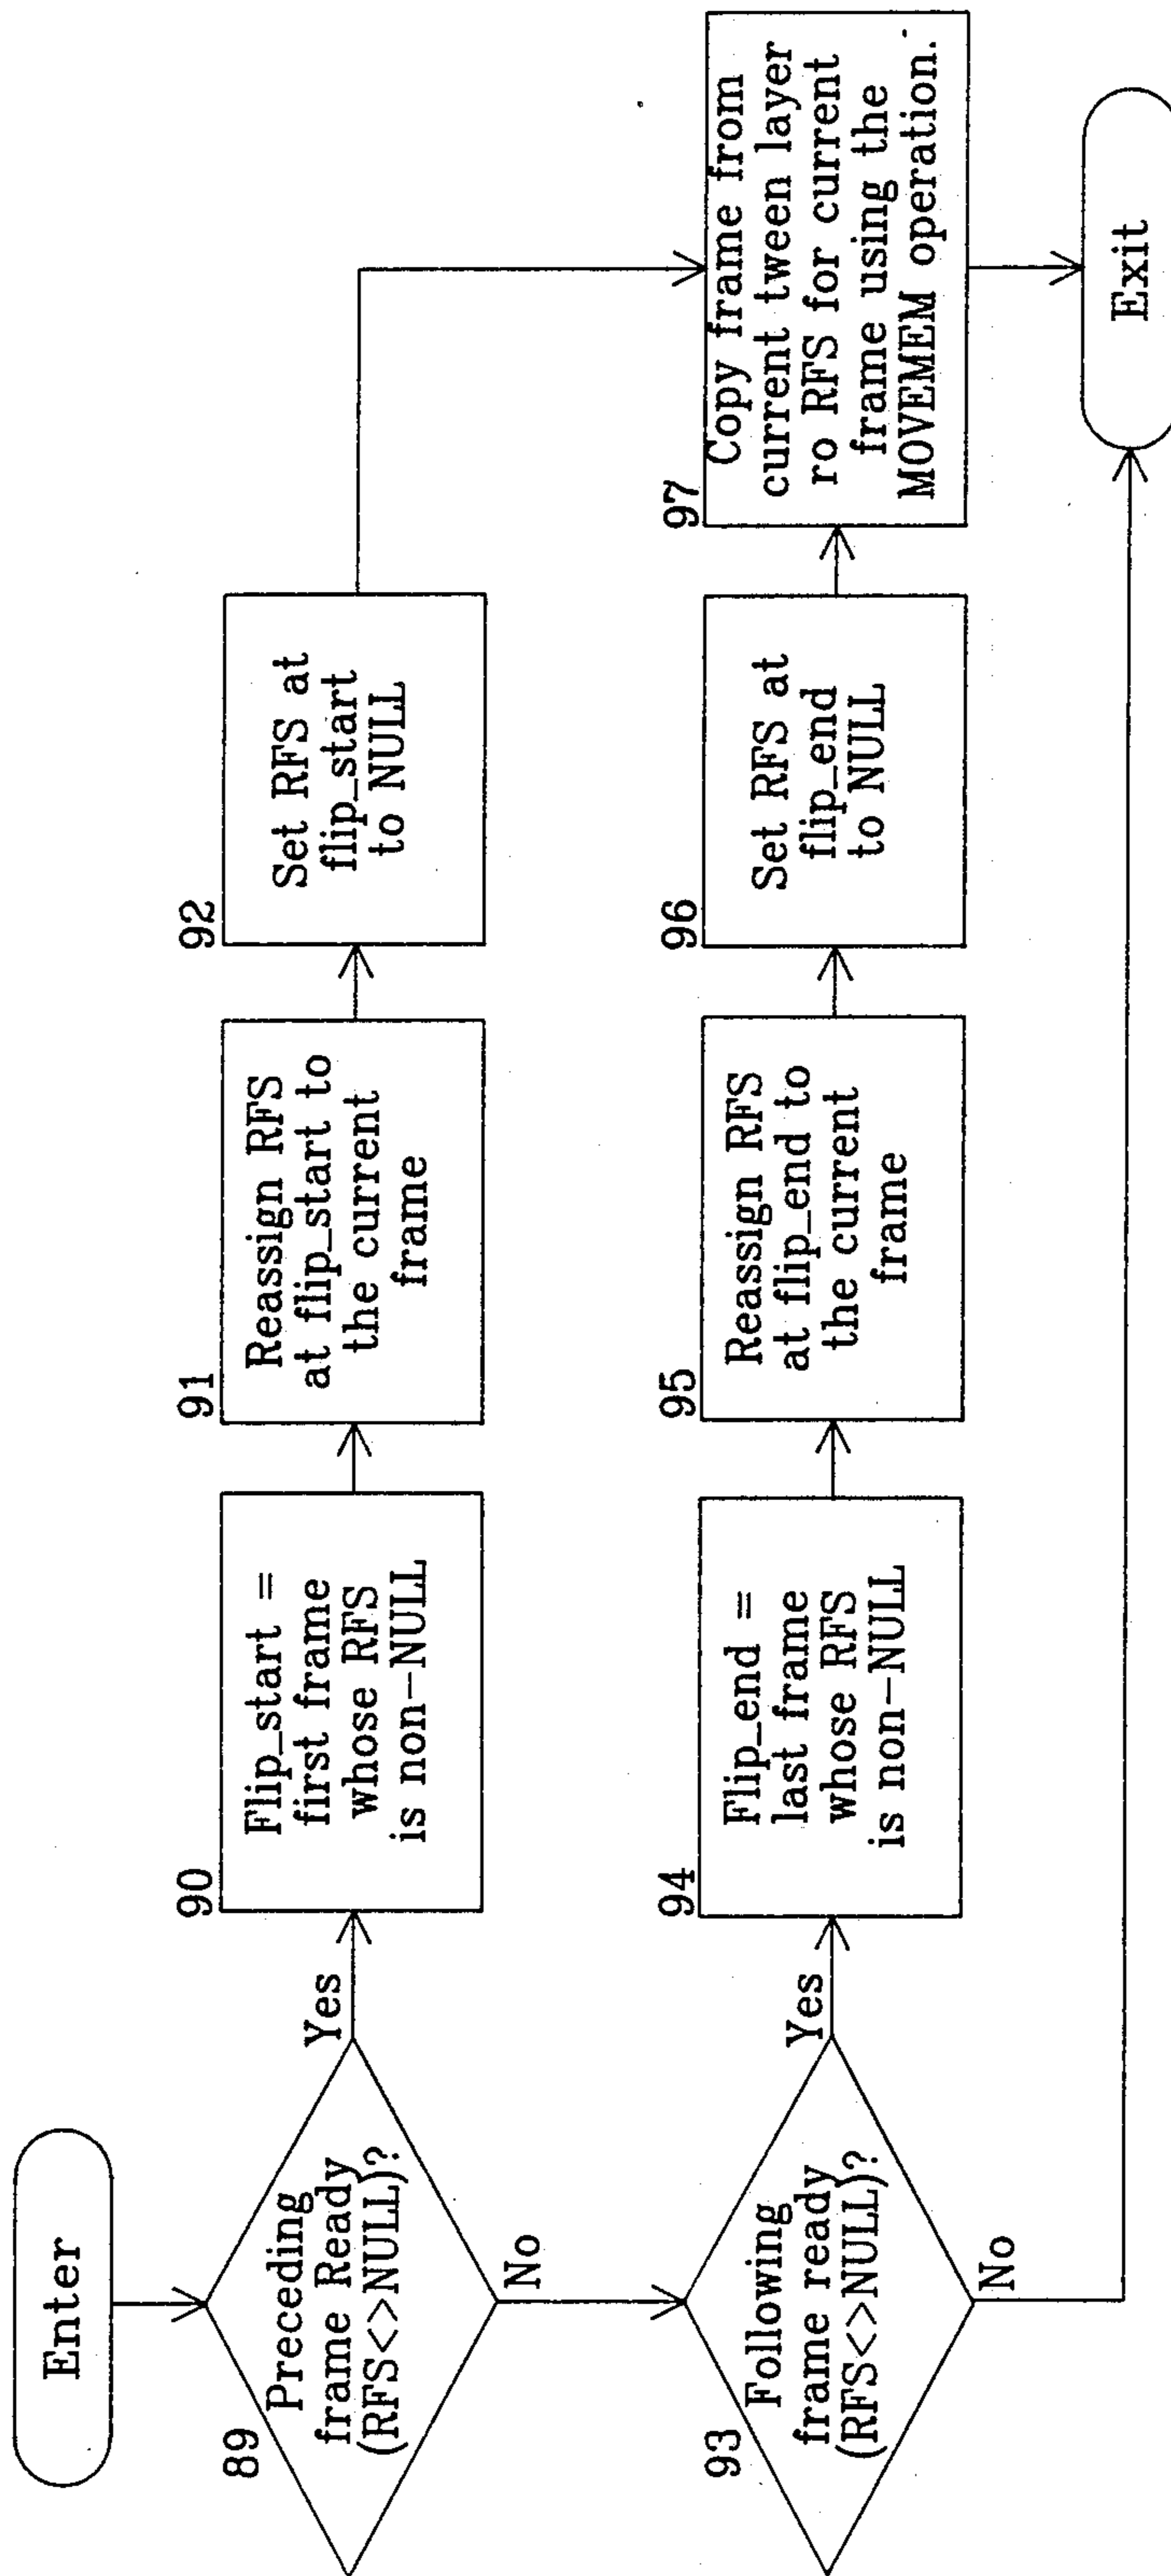 Enter
89
Preceding
frame Ready
(RFS<>NULL)?
Yes
No
90
Flip_start =
first frame
whose RFS
is non-NULL
91
Reassign RFS
at flip_start to
the current
frame
92
Set RFS at
flip_start
to NULL
93
Following
frame ready
(RFS<>NULL)?
Yes
No
94
Flip_end =
last frame
whose RFS
is non-NULL
95
Reassign RFS
at flip_end to
the current
frame
96
Set RFS at
flip_end
to NULL
97
Copy frame from
current tween layer
ro RFS for current
frame using the
MOVEMEM operation.
Exit